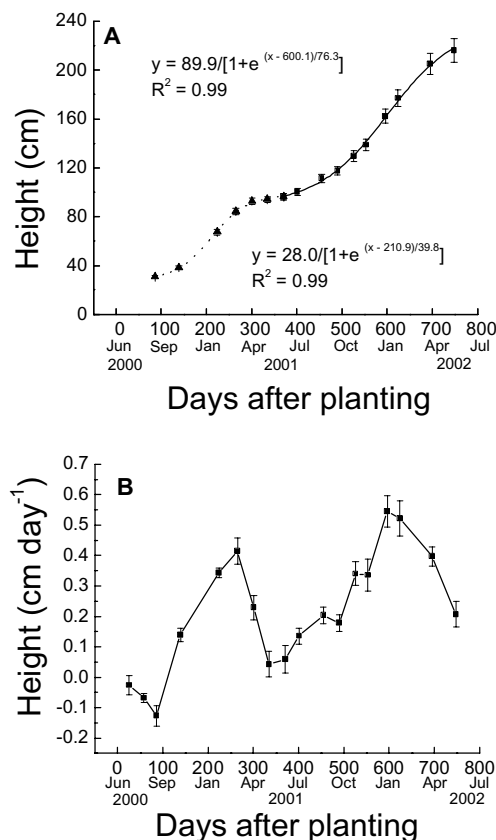 A
y = 89.9/[1+e (x - 600.1)/76.3]
R2 = 0.99
y = 28.0/[1+e (x - 210.9)/39.8]
R2 = 0.99
Height (cm)
240
200
160
120
80
40
0
0 100 200 300 400 500 600 700 800
Jun Sep Jan Apr Jul Oct Jan Apr Jul
2000 2001 2002
Days after planting
B
Height (cm day-1)
0.7
0.6
0.5
0.4
0.3
0.2
0.1
0.0
-0.1
-0.2
0 100 200 300 400 500 600 700 800
Jun Sep Jan Apr Jul Oct Jan Apr Jul
2000 2001 2002
Days after planting